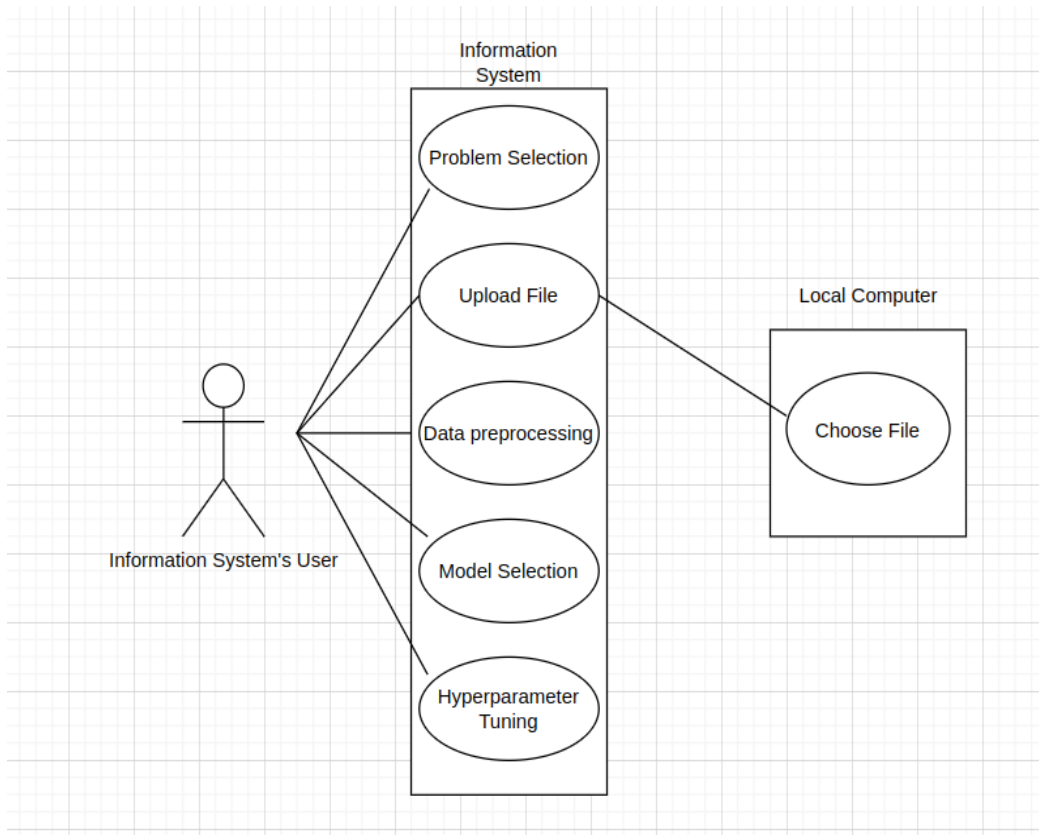 Information
System
Problem Selection
Upload File
Local Computer
Data preprocessing
Choose File
Information System's User
Model Selection
Hyperparameter
Tuning